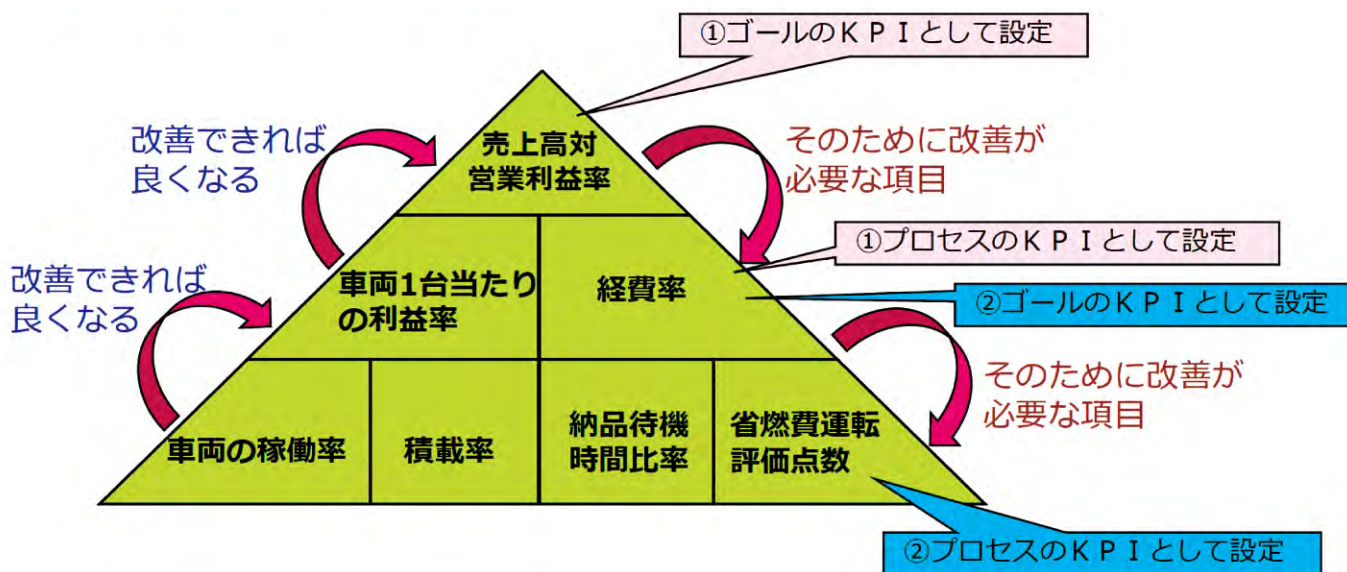 ①ゴールのＫＰＩとして設定
改善できれば
良くなる
売上高対
営業利益率
そのために改善が
必要な項目
①プロセスのＫＰＩとして設定
改善できれば
良くなる
車両1台当たり
の利益率
経費率
②ゴールのＫＰＩとして設定
そのために改善が
必要な項目
車両の稼働率
積載率
納品待機
時間比率
省燃費運転
評価点数
②プロセスのＫＰＩとして設定